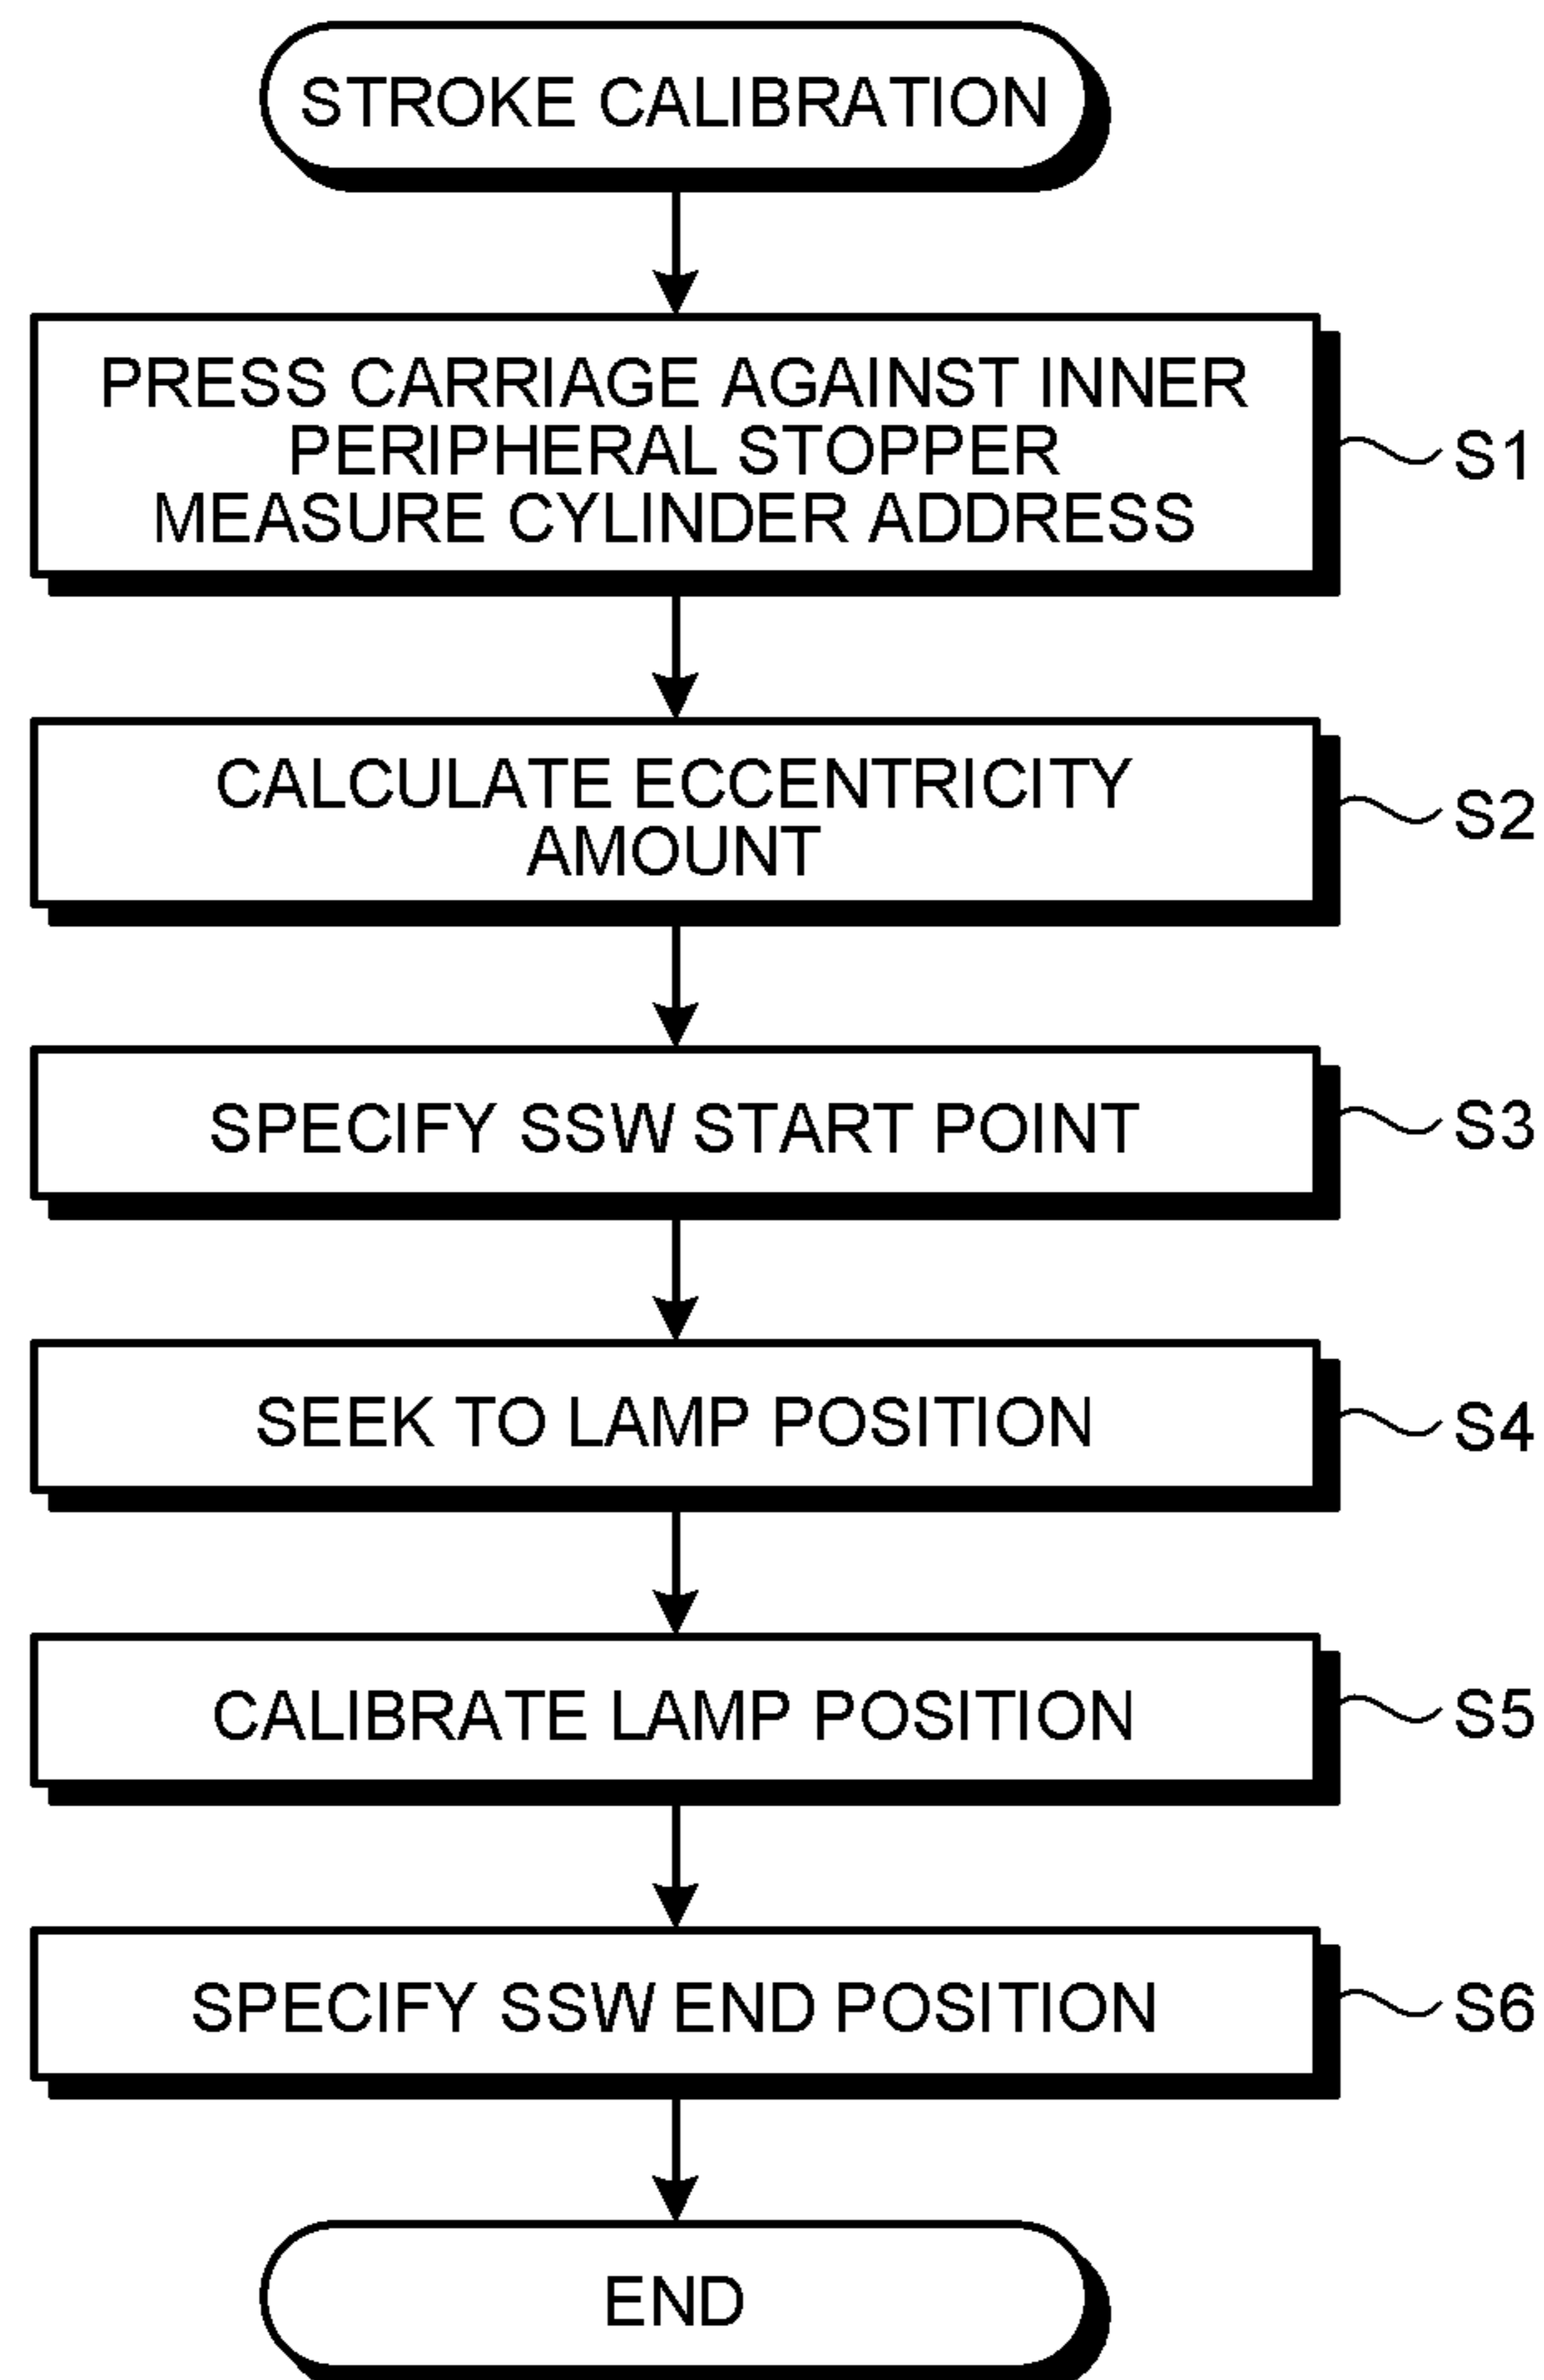 STROKE CALIBRATION
PRESS CARRIAGE AGAINST INNER
PERIPHERAL STOPPER
MEASURE CYLINDER ADDRESS
S1
CALCULATE ECCENTRICITY
AMOUNT
S2
SPECIFY SSW START POINT
S3
SEEK TO LAMP POSITION
S4
CALIBRATE LAMP POSITION
S5
SPECIFY SSW END POSITION
S6
END